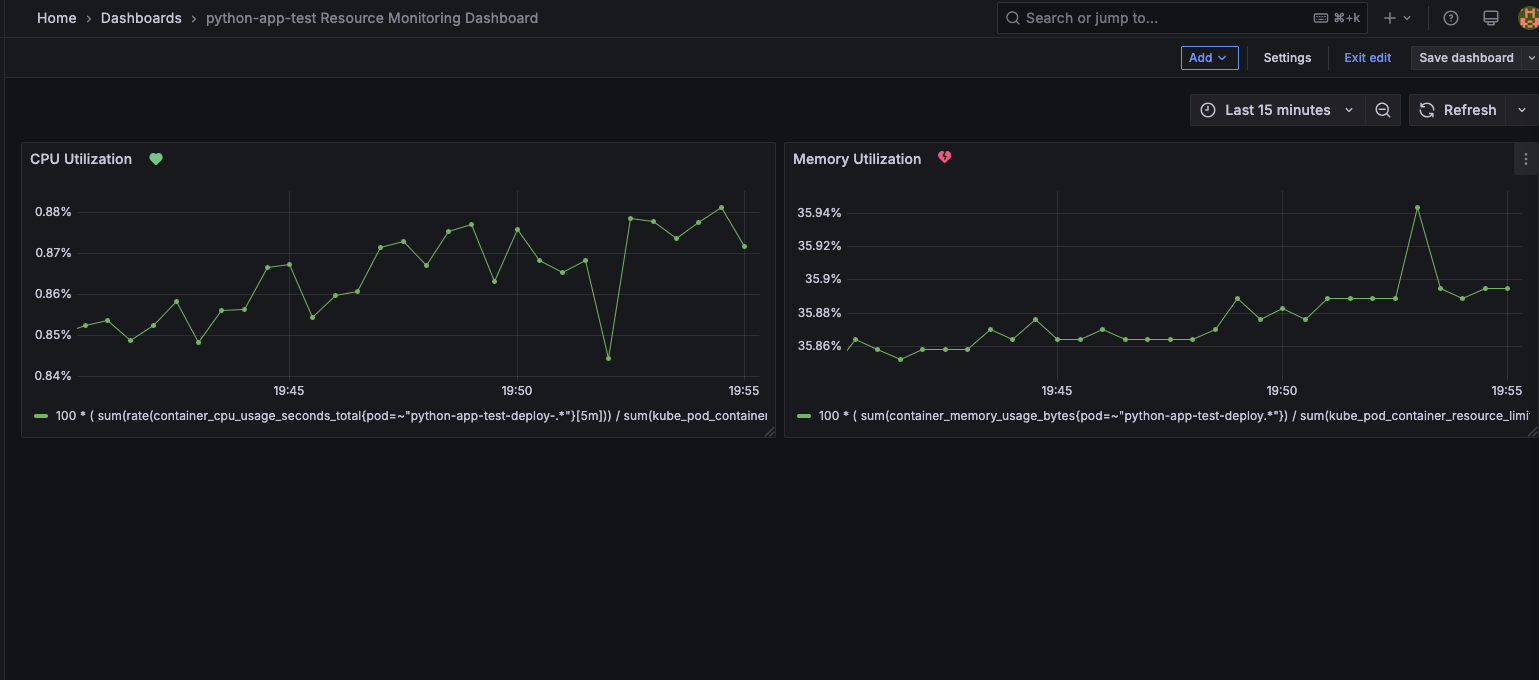 Home › Dashboards › python-app-test Resource Monitoring Dashboard
Search or jump to... ⌘+k
Add Settings Exit edit Save dashboard
Last 15 minutes Refresh
CPU Utilization
0.88%
0.87%
0.86%
0.85%
0.84%
19:45 19:50 19:55
100 * ( sum(rate(container_cpu_usage_seconds_total{pod=~"python-app-test-deploy-.*"}[5m])) / sum(kube_pod_container
Memory Utilization
35.94%
35.92%
35.9%
35.88%
35.86%
19:45 19:50 19:55
100 * ( sum(container_memory_usage_bytes{pod=~"python-app-test-deploy.*"}) / sum(kube_pod_container_resource_limi